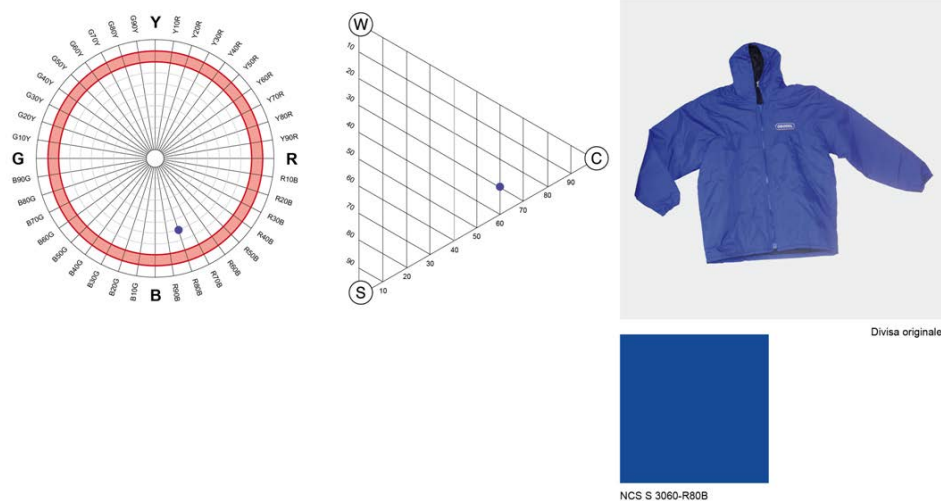 Y
Y10R
Y20R
Y30R
Y40R
Y50R
Y60R
Y70R
Y80R
Y90R
R
R10B
R20B
R30B
R40B
R50B
R60B
R70B
R80B
R90B
B
B10G
B20G
B30G
B40G
B50G
B60G
B70G
B80G
B90G
G
G10Y
G20Y
G30Y
G40Y
G50Y
G60Y
G70Y
G80Y
G90Y
W
10
20
30
40
50
60
70
80
90
S
10
20
30
40
50
60
70
80
90
C
Divisa originale
NCS S 3060-R80B